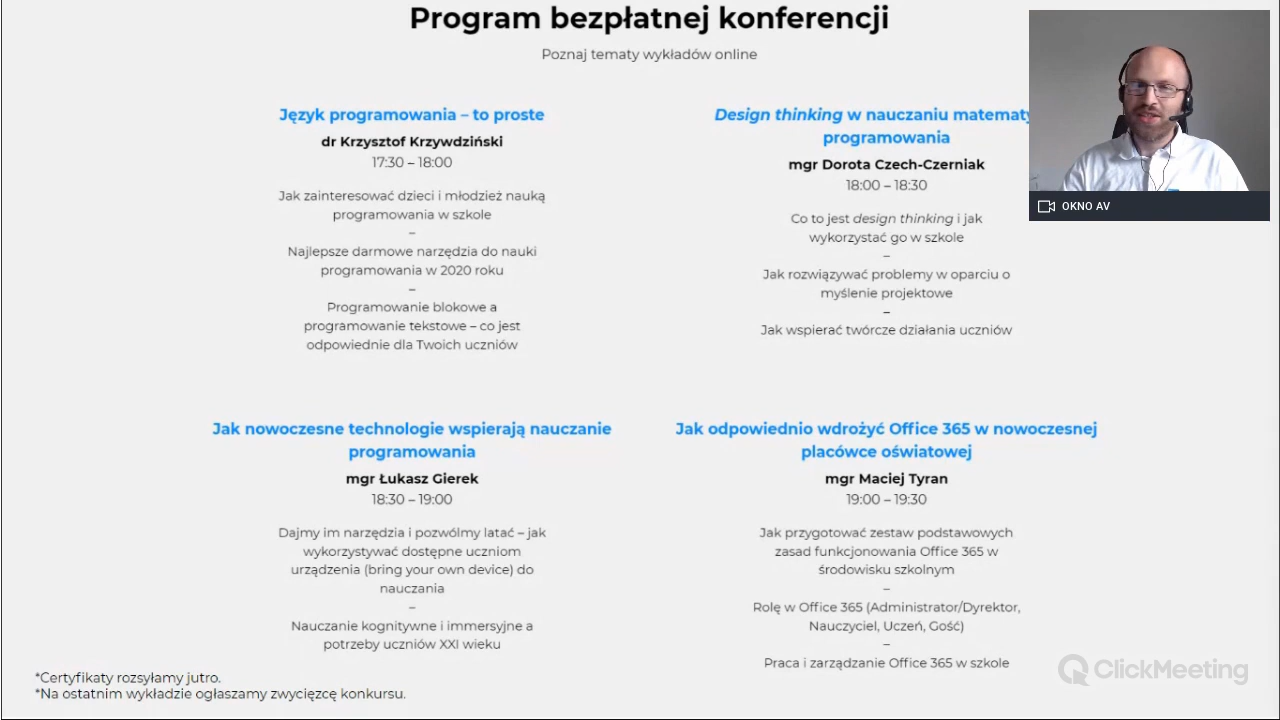 Program bezpłatnej konferencji
Poznaj tematy wykładów online
Język programowania – to proste
dr Krzysztof Krzywdziński
17:30 – 18:00
Jak zainteresować dzieci i młodzież nauką
programowania w szkole
–
Najlepsze darmowe narzędzia do nauki
programowania w 2020 roku
–
Programowanie blokowe a
programowanie tekstowe – co jest
odpowiednie dla Twoich uczniów
Design thinking w nauczaniu matematy
programowania
mgr Dorota Czech-Czerniak
18:00 – 18:30
Co to jest design thinking i jak
wykorzystać go w szkole
–
Jak rozwiązywać problemy w oparciu o
myślenie projektowe
–
Jak wspierać twórcze działania uczniów
OKNO AV
Jak nowoczesne technologie wspierają nauczanie
programowania
mgr Łukasz Gierek
18:30 – 19:00
Dajmy im narzędzia i pozwólmy latać – jak
wykorzystywać dostępne uczniom
urządzenia (bring your own device) do
nauczania
–
Nauczanie kognitywne i immersyjne a
potrzeby uczniów XXI wieku
Jak odpowiednio wdrożyć Office 365 w nowoczesnej
placówce oświatowej
mgr Maciej Tyran
19:00 – 19:30
Jak przygotować zestaw podstawowych
zasad funkcjonowania Office 365 w
środowisku szkolnym
–
Rolę w Office 365 (Administrator/Dyrektor,
Nauczyciel, Uczeń, Gość)
–
Praca i zarządzanie Office 365 w szkole
*Certyfikaty rozsyłamy jutro.
*Na ostatnim wykładzie ogłaszamy zwycięzcę konkursu.
ClickMeeting